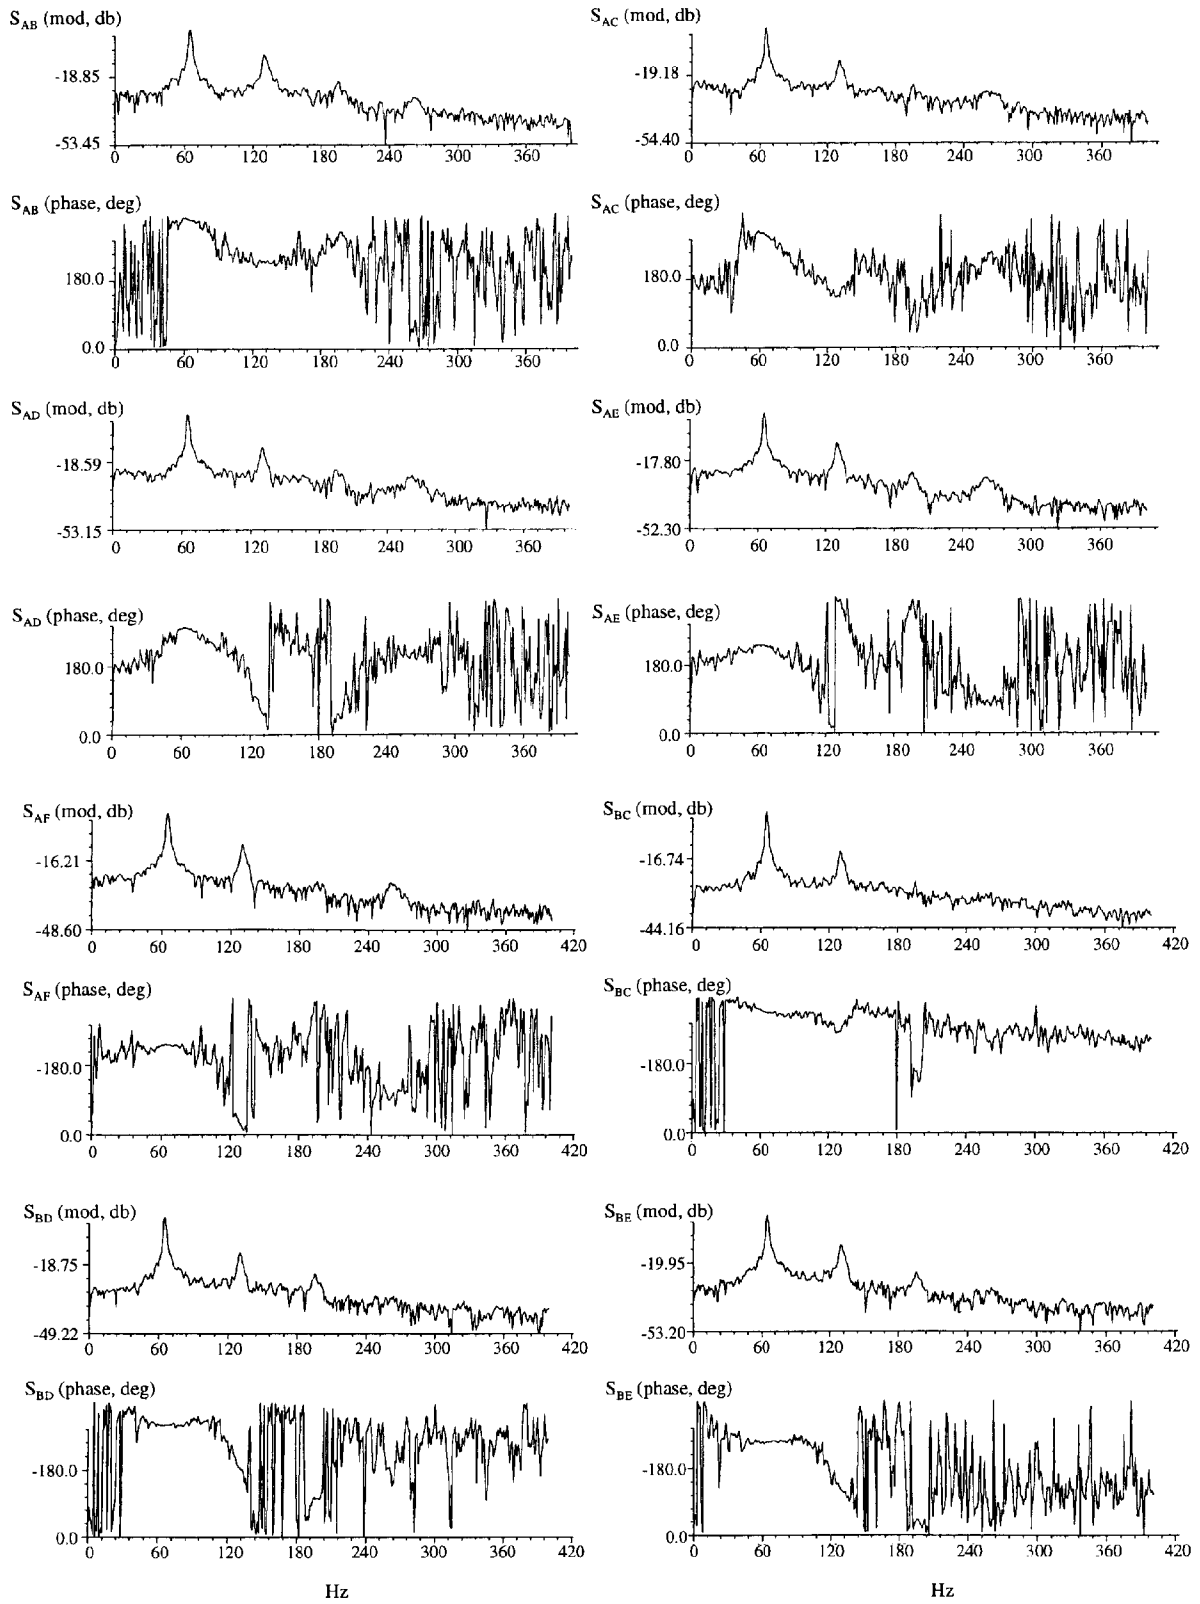 S_AB (mod, db)
-18.85
-53.45
0 60 120 180 240 300 360
S_AC (mod, db)
-19.18
-54.40
0 60 120 180 240 300 360
S_AB (phase, deg)
180.0
0.0
0 60 120 180 240 300 360
S_AC (phase, deg)
180.0
0.0
0 60 120 180 240 300 360
S_AD (mod, db)
-18.59
-53.15
0 60 120 180 240 300 360
S_AE (mod, db)
-17.80
-52.30
0 60 120 180 240 300 360
S_AD (phase, deg)
180.0
0.0
0 60 120 180 240 300 360
S_AE (phase, deg)
180.0
0.0
0 60 120 180 240 300 360
S_AF (mod, db)
-16.21
-48.60
0 60 120 180 240 300 360 420
S_BC (mod, db)
-16.74
-44.16
0 60 120 180 240 300 360 420
S_AF (phase, deg)
-180.0
0.0
0 60 120 180 240 300 360 420
S_BC (phase, deg)
-180.0
0.0
0 60 120 180 240 300 360 420
S_BD (mod, db)
-18.75
-49.22
0 60 120 180 240 300 360 420
S_BE (mod, db)
-19.95
-53.20
0 60 120 180 240 300 360 420
S_BD (phase, deg)
-180.0
0.0
0 60 120 180 240 300 360 420
Hz
S_BE (phase, deg)
-180.0
0.0
0 60 120 180 240 300 360 420
Hz